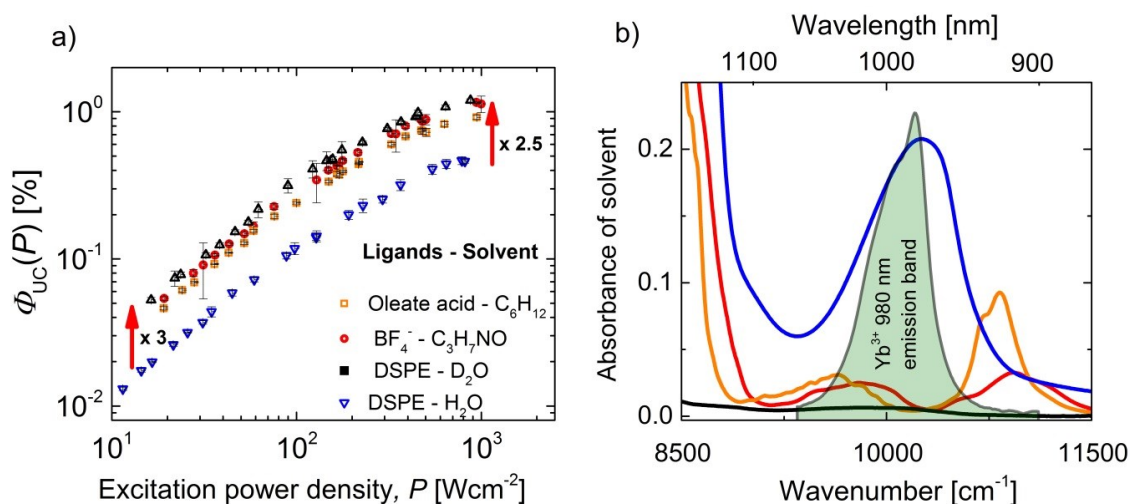 a)
Φ_UC(P) [%]
10⁰
10⁻¹
10⁻²
x 2.5
x 3
Ligands - Solvent
Oleate acid - C₆H₁₂
BF₄⁻ - C₃H₇NO
DSPE - D₂O
DSPE - H₂O
10¹ 10² 10³
Excitation power density, P [Wcm⁻²]
b)
Wavelength [nm]
1100 1000 900
Absorbance of solvent
0.2
0.1
0.0
Yb³⁺ 980 nm
emission band
8500 10000 11500
Wavenumber [cm⁻¹]